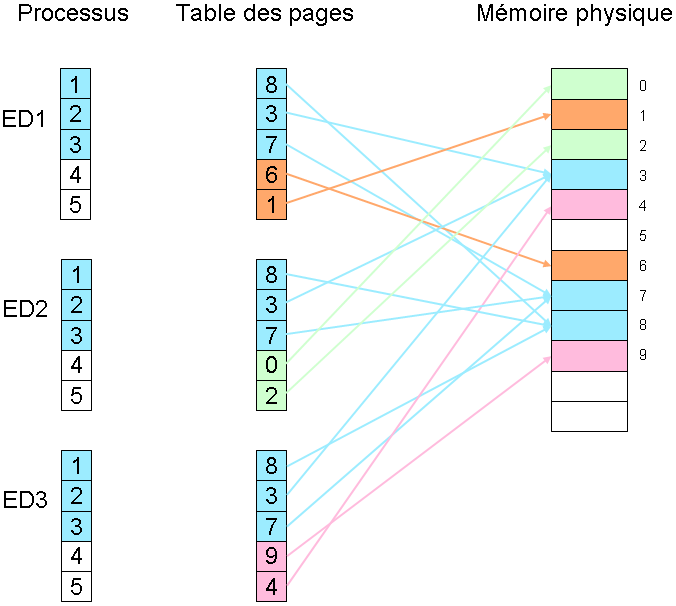 Processus Table des pages Mémoire physique
ED1
1 8 0
2 3 1
3 7 2
4 6 3
5 1 4
5
ED2
1 8 6
2 3 7
3 7 8
4 0 9
5 2
ED3
1 8
2 3
3 7
4 9
5 4